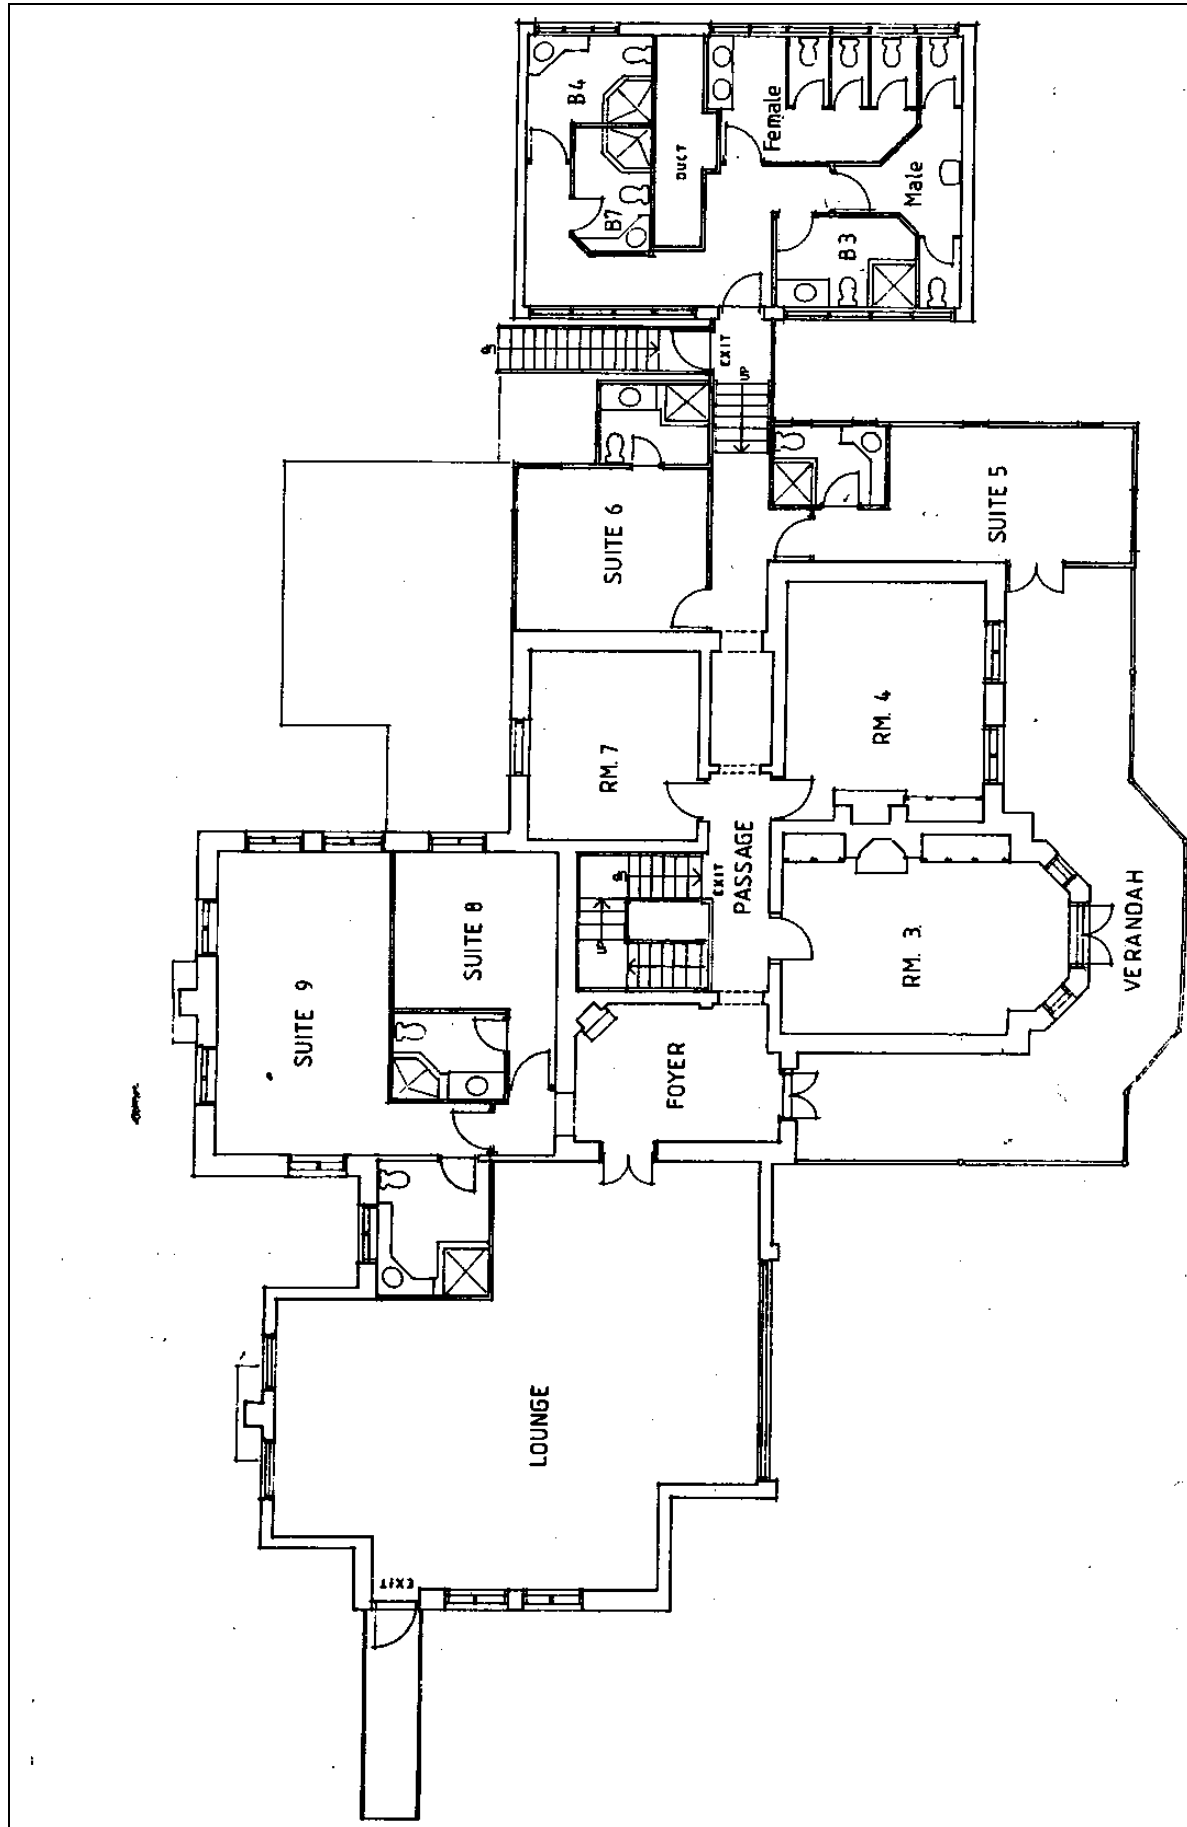 B4
B7
DUCT
Female
Male
B3
EXIT
UP
SUITE 6
SUITE 5
RM. 7
RM. 4
PASSAGE
EXIT
UP
RM. 3.
VERANDAH
SUITE 9
SUITE 8
FOYER
LOUNGE
EXIT